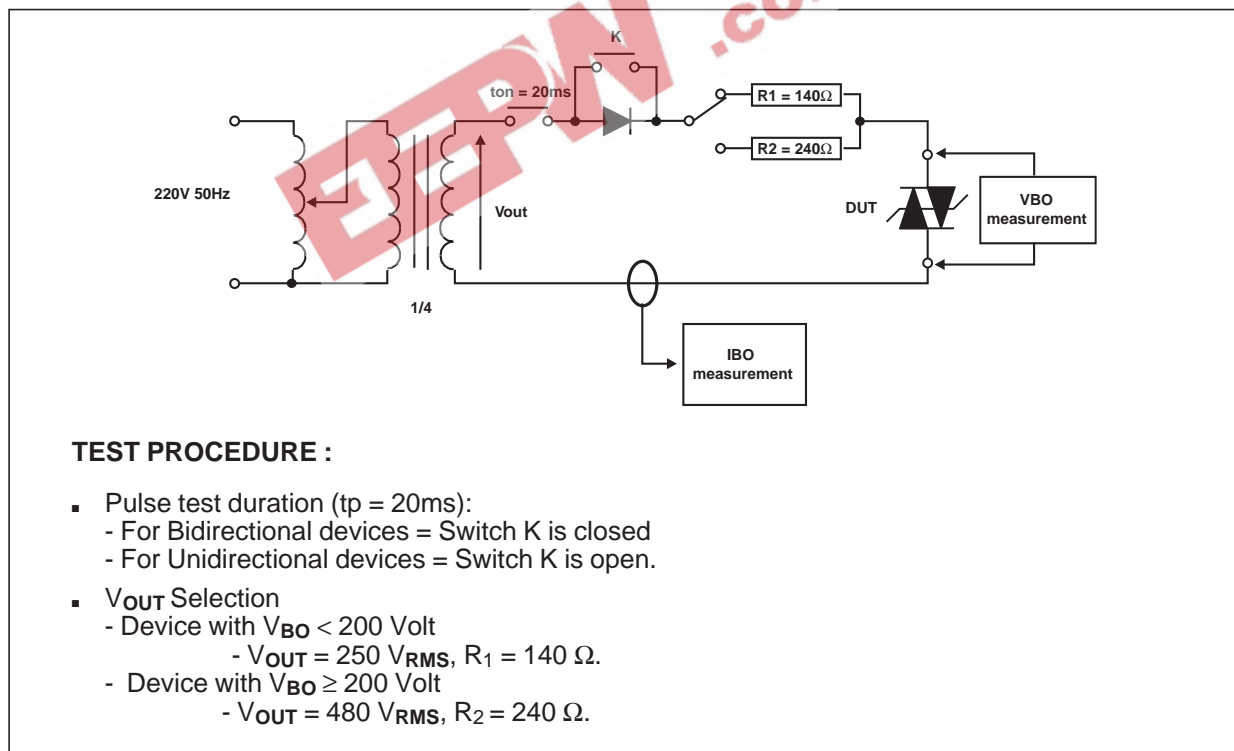 EEPW .com
K
ton = 20ms
R1 = 140Ω
R2 = 240Ω
220V 50Hz
Vout
DUT
VBO
measurement
1/4
IBO
measurement
TEST PROCEDURE :
▪ Pulse test duration (tp = 20ms):
- For Bidirectional devices = Switch K is closed
- For Unidirectional devices = Switch K is open.
▪ VOUT Selection
- Device with VBO < 200 Volt
- VOUT = 250 VRMS, R1 = 140 Ω.
- Device with VBO ≥ 200 Volt
- VOUT = 480 VRMS, R2 = 240 Ω.